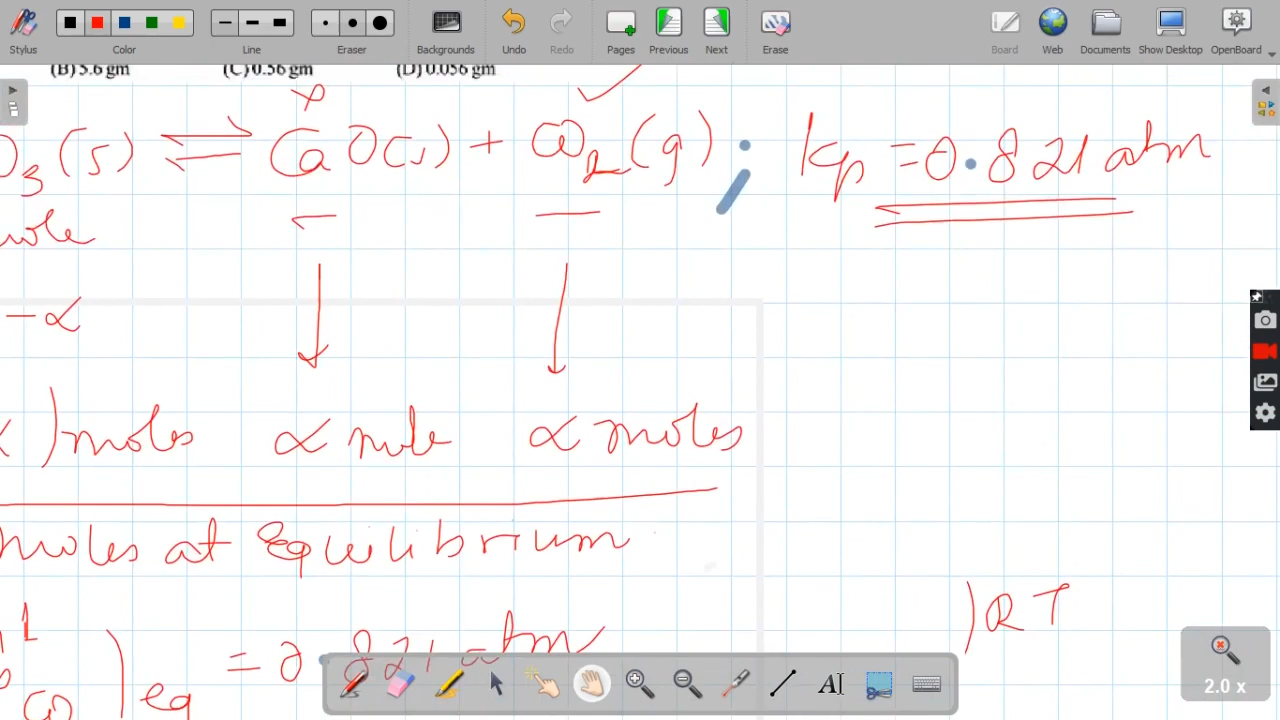 Stylus Color Line Eraser Backgrounds Undo Redo Pages Previous Next Erase Board Web Documents Show Desktop OpenBoard
(B) 5.6 gm (C) 0.56 gm (D) 0.056 gm
O3 (s) ⇌ CaO(s) + CO2 (g) ; Kp = 0.821 atm
mole
- α
α) moles α mole α moles
moles at Equilibrium
) RT
) eq = 0.821 atm
2.0 x